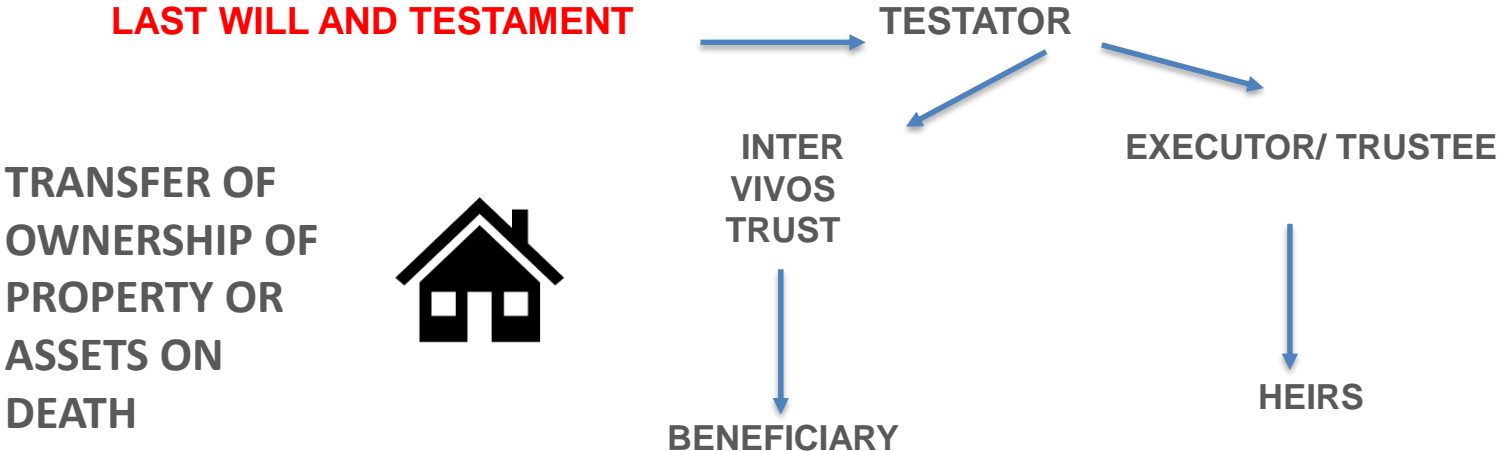 LAST WILL AND TESTAMENT
TESTATOR
INTER
VIVOS
TRUST
EXECUTOR/ TRUSTEE
TRANSFER OF
OWNERSHIP OF
PROPERTY OR
ASSETS ON
DEATH
BENEFICIARY
HEIRS